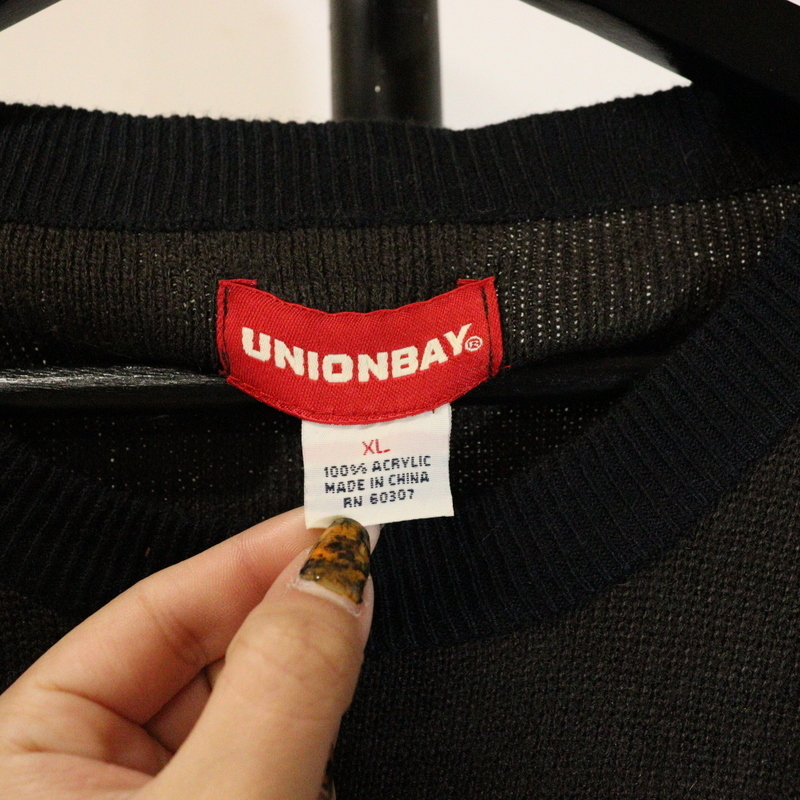 UNIONBAY®
XL
100% ACRYLIC
MADE IN CHINA
RN 60307